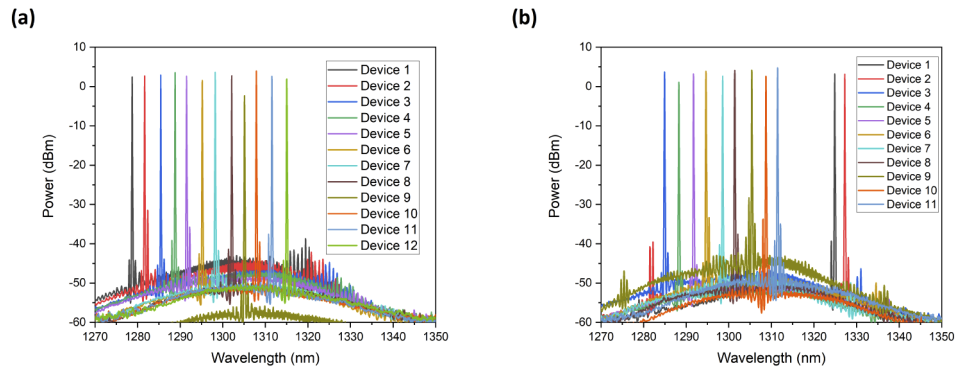 (a)
(b)
10
0
-10
-20
-30
-40
-50
-60
Power (dBm)
1270 1280 1290 1300 1310 1320 1330 1340 1350
Wavelength (nm)
Device 1
Device 2
Device 3
Device 4
Device 5
Device 6
Device 7
Device 8
Device 9
Device 10
Device 11
Device 12
10
0
-10
-20
-30
-40
-50
-60
Power (dBm)
1270 1280 1290 1300 1310 1320 1330 1340 1350
Wavelength (nm)
Device 1
Device 2
Device 3
Device 4
Device 5
Device 6
Device 7
Device 8
Device 9
Device 10
Device 11